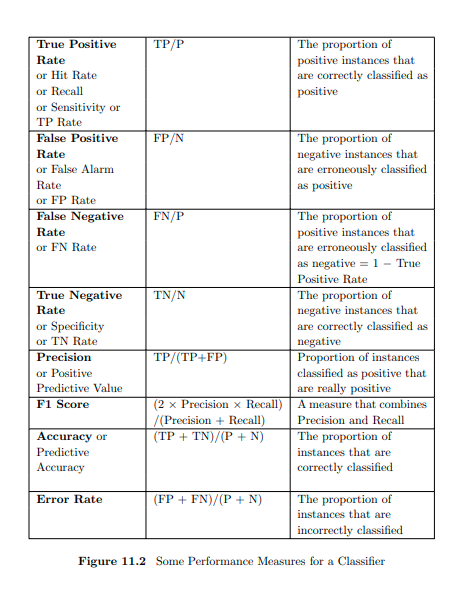 True Positive TP/P The proportion of
Rate positive instances that
or Hit Rate are correctly classified as
or Recall positive
or Sensitivity or
TP Rate
False Positive FP/N The proportion of
Rate negative instances that
or False Alarm are erroneously classified
Rate as positive
or FP Rate
False Negative FN/P The proportion of
Rate positive instances that
or FN Rate are erroneously classified
as negative = 1 − True
Positive Rate
True Negative TN/N The proportion of
Rate negative instances that
or Specificity are correctly classified as
or TN Rate negative
Precision TP/(TP+FP) Proportion of instances
or Positive classified as positive that
Predictive Value are really positive
F1 Score (2 × Precision × Recall) A measure that combines
/(Precision + Recall) Precision and Recall
Accuracy or (TP + TN)/(P + N) The proportion of
Predictive instances that are
Accuracy correctly classified
Error Rate (FP + FN)/(P + N) The proportion of
instances that are
incorrectly classified
Figure 11.2 Some Performance Measures for a Classifier